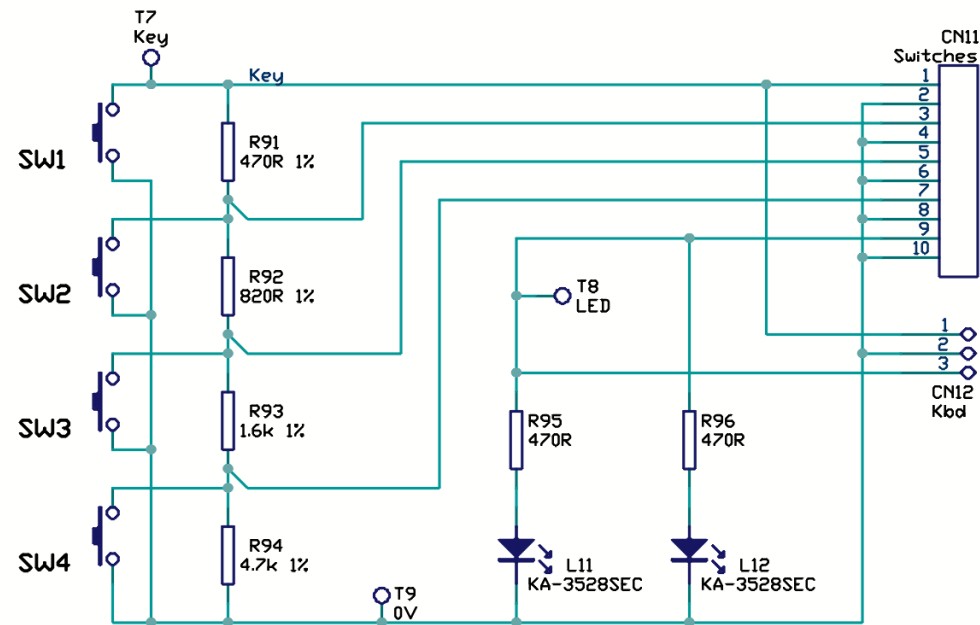 T7
Key
Key
CN11
Switches
1
2
3
4
5
6
7
8
9
10
SW1
R91
470R 1%
SW2
R92
820R 1%
T8
LED
1
2
3
CN12
Kbd
SW3
R93
1.6k 1%
R95
470R
R96
470R
SW4
R94
4.7k 1%
L11
KA-3528SEC
L12
KA-3528SEC
T9
0V